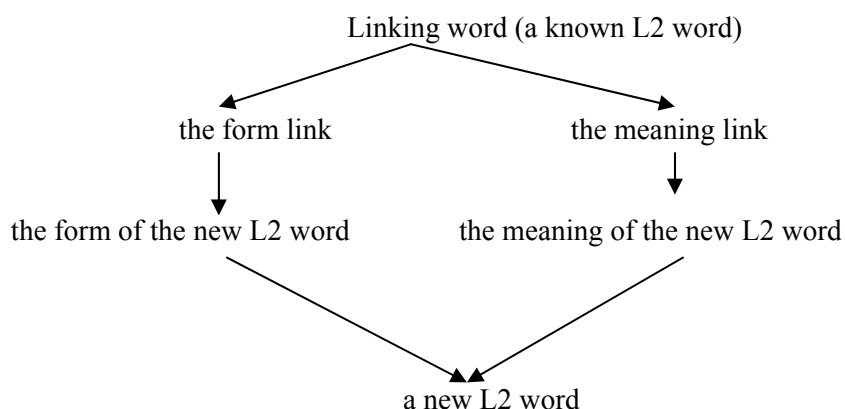 Linking word (a known L2 word)
the form link the meaning link
the form of the new L2 word the meaning of the new L2 word
a new L2 word